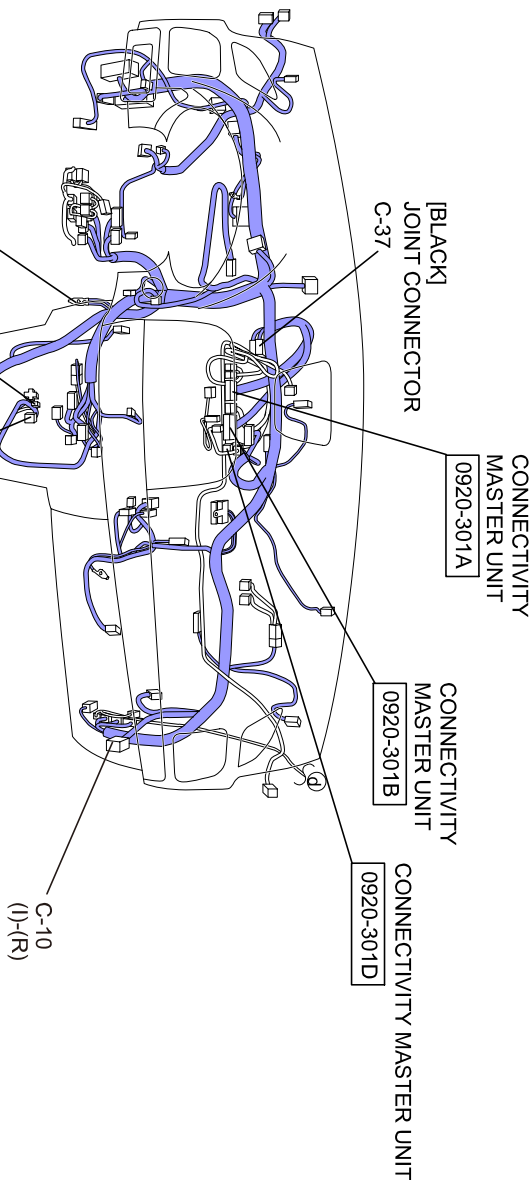 [BLACK]
JOINT CONNECTOR
C-37
CONNECTIVITY
MASTER UNIT
0920-301A
CONNECTIVITY
MASTER UNIT
0920-301B
CONNECTIVITY MASTER UNIT
0920-301D
d
C-10
(I)-(R)